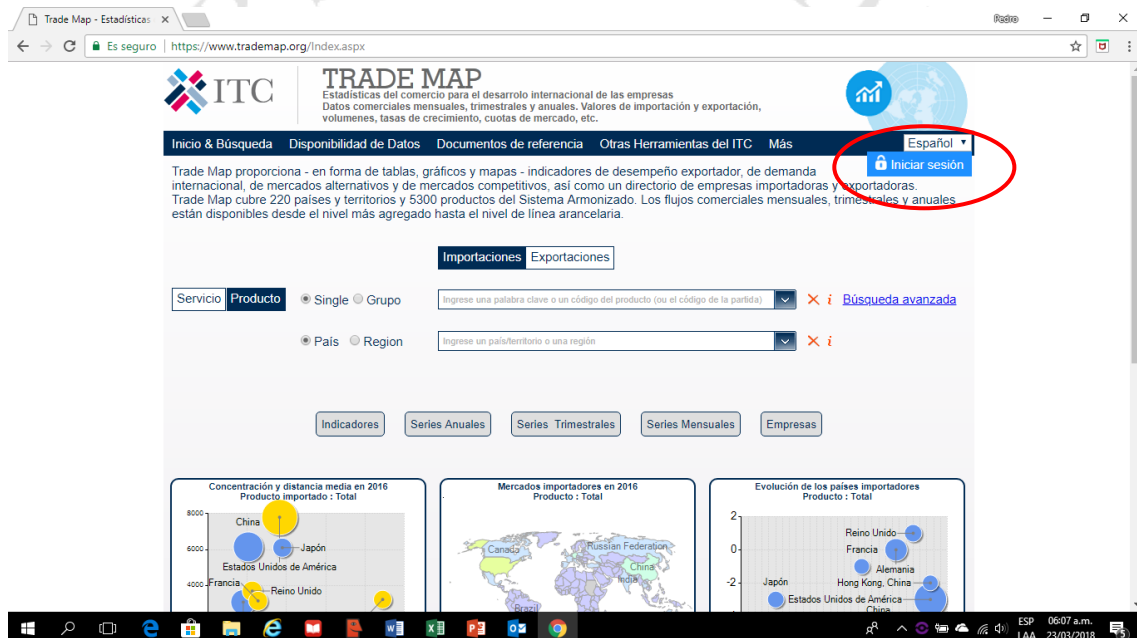 Trade Map - Estadísticas
Pedro
Es seguro | https://www.trademap.org/Index.aspx
ITC
TRADE MAP
Estadísticas del comercio para el desarrollo internacional de las empresas
Datos comerciales mensuales, trimestrales y anuales. Valores de importación y exportación,
volumenes, tasas de crecimiento, cuotas de mercado, etc.
Inicio & Búsqueda Disponibilidad de Datos Documentos de referencia Otras Herramientas del ITC Más Español
Iniciar sesión
Trade Map proporciona - en forma de tablas, gráficos y mapas - indicadores de desempeño exportador, de demanda
internacional, de mercados alternativos y de mercados competitivos, así como un directorio de empresas importadoras y exportadoras.
Trade Map cubre 220 países y territorios y 5300 productos del Sistema Armonizado. Los flujos comerciales mensuales, trimestrales y anuales
están disponibles desde el nivel más agregado hasta el nivel de línea arancelaria.
Importaciones Exportaciones
Servicio Producto Single Grupo Ingrese una palabra clave o un código del producto (ou el código de la partida) i Búsqueda avanzada
País Region Ingrese un país/territorio o una región i
Indicadores Series Anuales Series Trimestrales Series Mensuales Empresas
Concentración y distancia media en 2016
Producto importado : Total
8000
China
6000
Japón
Estados Unidos de América
4000
Francia
Reino Unido
Mercados importadores en 2016
Producto : Total
Canada
Russian Federation
China
India
Brazil
Evolución de los países importadores
Producto : Total
2
Reino Unido
0
Francia
Alemania
-2
Japón
Hong Kong, China
Estados Unidos de América
China
ESP 06:07 a.m.
LAA 23/03/2018